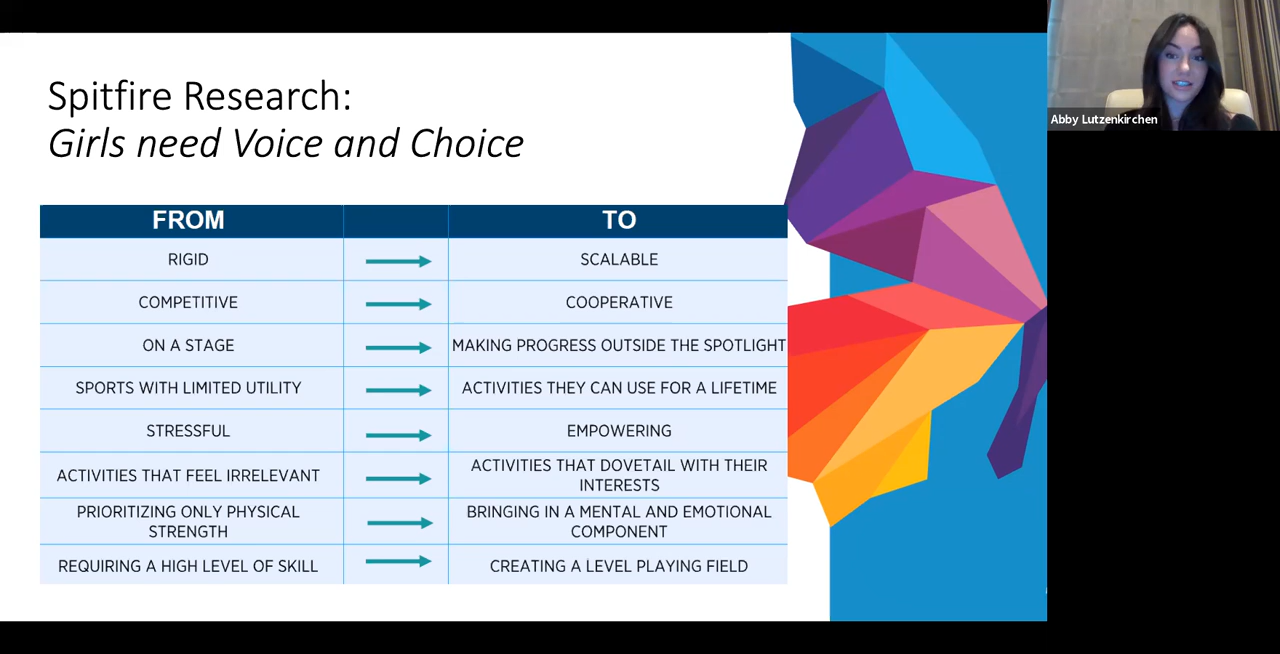 Spitfire Research:
Girls need Voice and Choice
FROM TO
RIGID SCALABLE
COMPETITIVE COOPERATIVE
ON A STAGE MAKING PROGRESS OUTSIDE THE SPOTLIGHT
SPORTS WITH LIMITED UTILITY ACTIVITIES THEY CAN USE FOR A LIFETIME
STRESSFUL EMPOWERING
ACTIVITIES THAT FEEL IRRELEVANT ACTIVITIES THAT DOVETAIL WITH THEIR
INTERESTS
PRIORITIZING ONLY PHYSICAL
STRENGTH
BRINGING IN A MENTAL AND EMOTIONAL
COMPONENT
REQUIRING A HIGH LEVEL OF SKILL CREATING A LEVEL PLAYING FIELD
Abby Lutzenkirchen